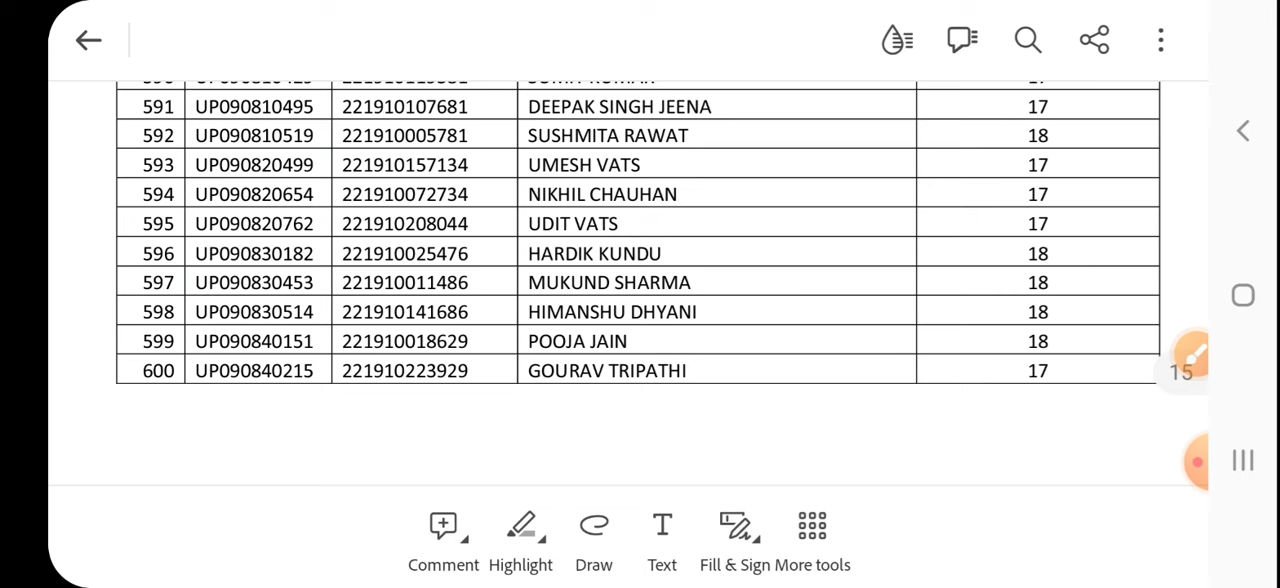 591 UP090810495 221910107681 DEEPAK SINGH JEENA 17
592 UP090810519 221910005781 SUSHMITA RAWAT 18
593 UP090820499 221910157134 UMESH VATS 17
594 UP090820654 221910072734 NIKHIL CHAUHAN 17
595 UP090820762 221910208044 UDIT VATS 17
596 UP090830182 221910025476 HARDIK KUNDU 18
597 UP090830453 221910011486 MUKUND SHARMA 18
598 UP090830514 221910141686 HIMANSHU DHYANI 18
599 UP090840151 221910018629 POOJA JAIN 18
600 UP090840215 221910223929 GOURAV TRIPATHI 17
15
Comment Highlight Draw Text Fill & Sign More tools